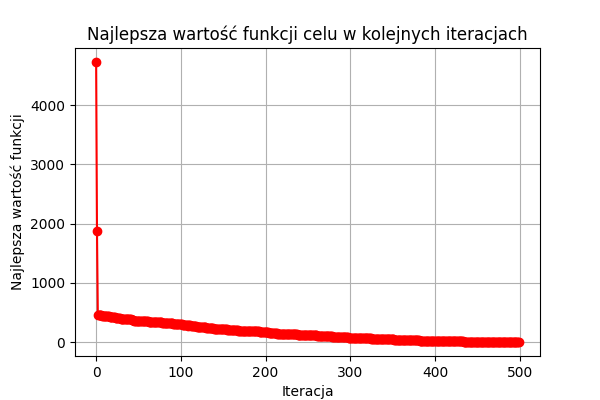 Najlepsza wartość funkcji celu w kolejnych iteracjach
Najlepsza wartość funkcji
4000
3000
2000
1000
0
0 100 200 300 400 500
Iteracja